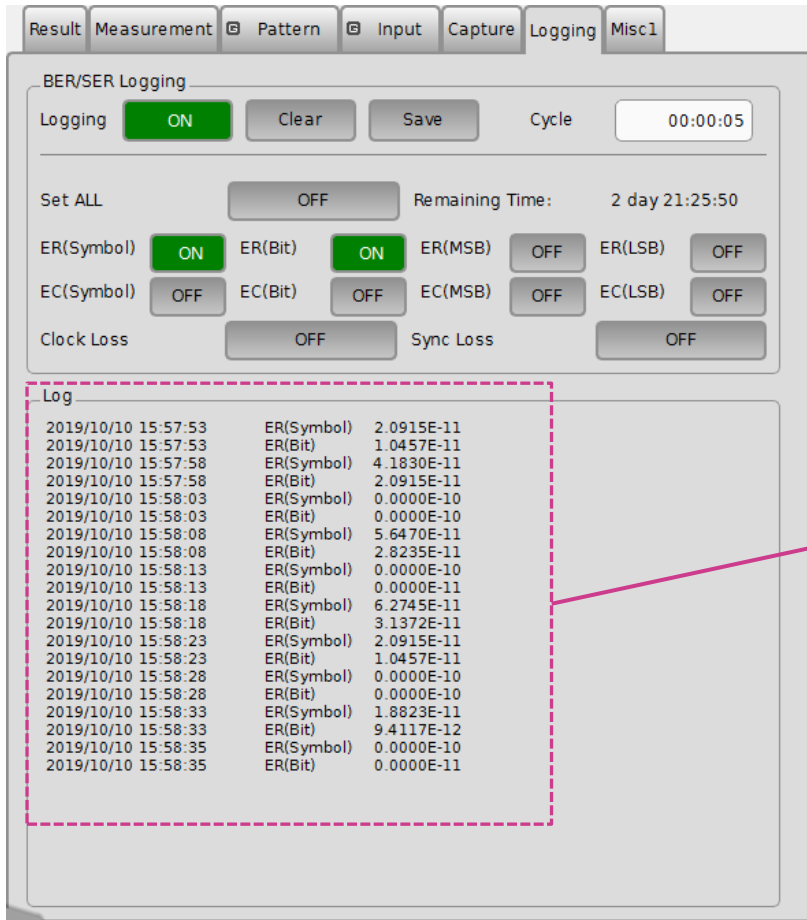 Result Measurement G Pattern G Input Capture Logging Misc1
BER/SER Logging
Logging ON Clear Save Cycle 00:00:05
Set ALL OFF Remaining Time: 2 day 21:25:50
ER(Symbol) ON ER(Bit) ON ER(MSB) OFF ER(LSB) OFF
EC(Symbol) OFF EC(Bit) OFF EC(MSB) OFF EC(LSB) OFF
Clock Loss OFF Sync Loss OFF
Log
2019/10/10 15:57:53 ER(Symbol) 2.0915E-11
2019/10/10 15:57:53 ER(Bit) 1.0457E-11
2019/10/10 15:57:58 ER(Symbol) 4.1830E-11
2019/10/10 15:57:58 ER(Bit) 2.0915E-11
2019/10/10 15:58:03 ER(Symbol) 0.0000E-10
2019/10/10 15:58:03 ER(Bit) 0.0000E-10
2019/10/10 15:58:08 ER(Symbol) 5.6470E-11
2019/10/10 15:58:08 ER(Bit) 2.8235E-11
2019/10/10 15:58:13 ER(Symbol) 0.0000E-10
2019/10/10 15:58:13 ER(Bit) 0.0000E-11
2019/10/10 15:58:18 ER(Symbol) 6.2745E-11
2019/10/10 15:58:18 ER(Bit) 3.1372E-11
2019/10/10 15:58:23 ER(Symbol) 2.0915E-11
2019/10/10 15:58:23 ER(Bit) 1.0457E-11
2019/10/10 15:58:28 ER(Symbol) 0.0000E-10
2019/10/10 15:58:28 ER(Bit) 0.0000E-10
2019/10/10 15:58:33 ER(Symbol) 1.8823E-11
2019/10/10 15:58:33 ER(Bit) 9.4117E-12
2019/10/10 15:58:35 ER(Symbol) 0.0000E-10
2019/10/10 15:58:35 ER(Bit) 0.0000E-11